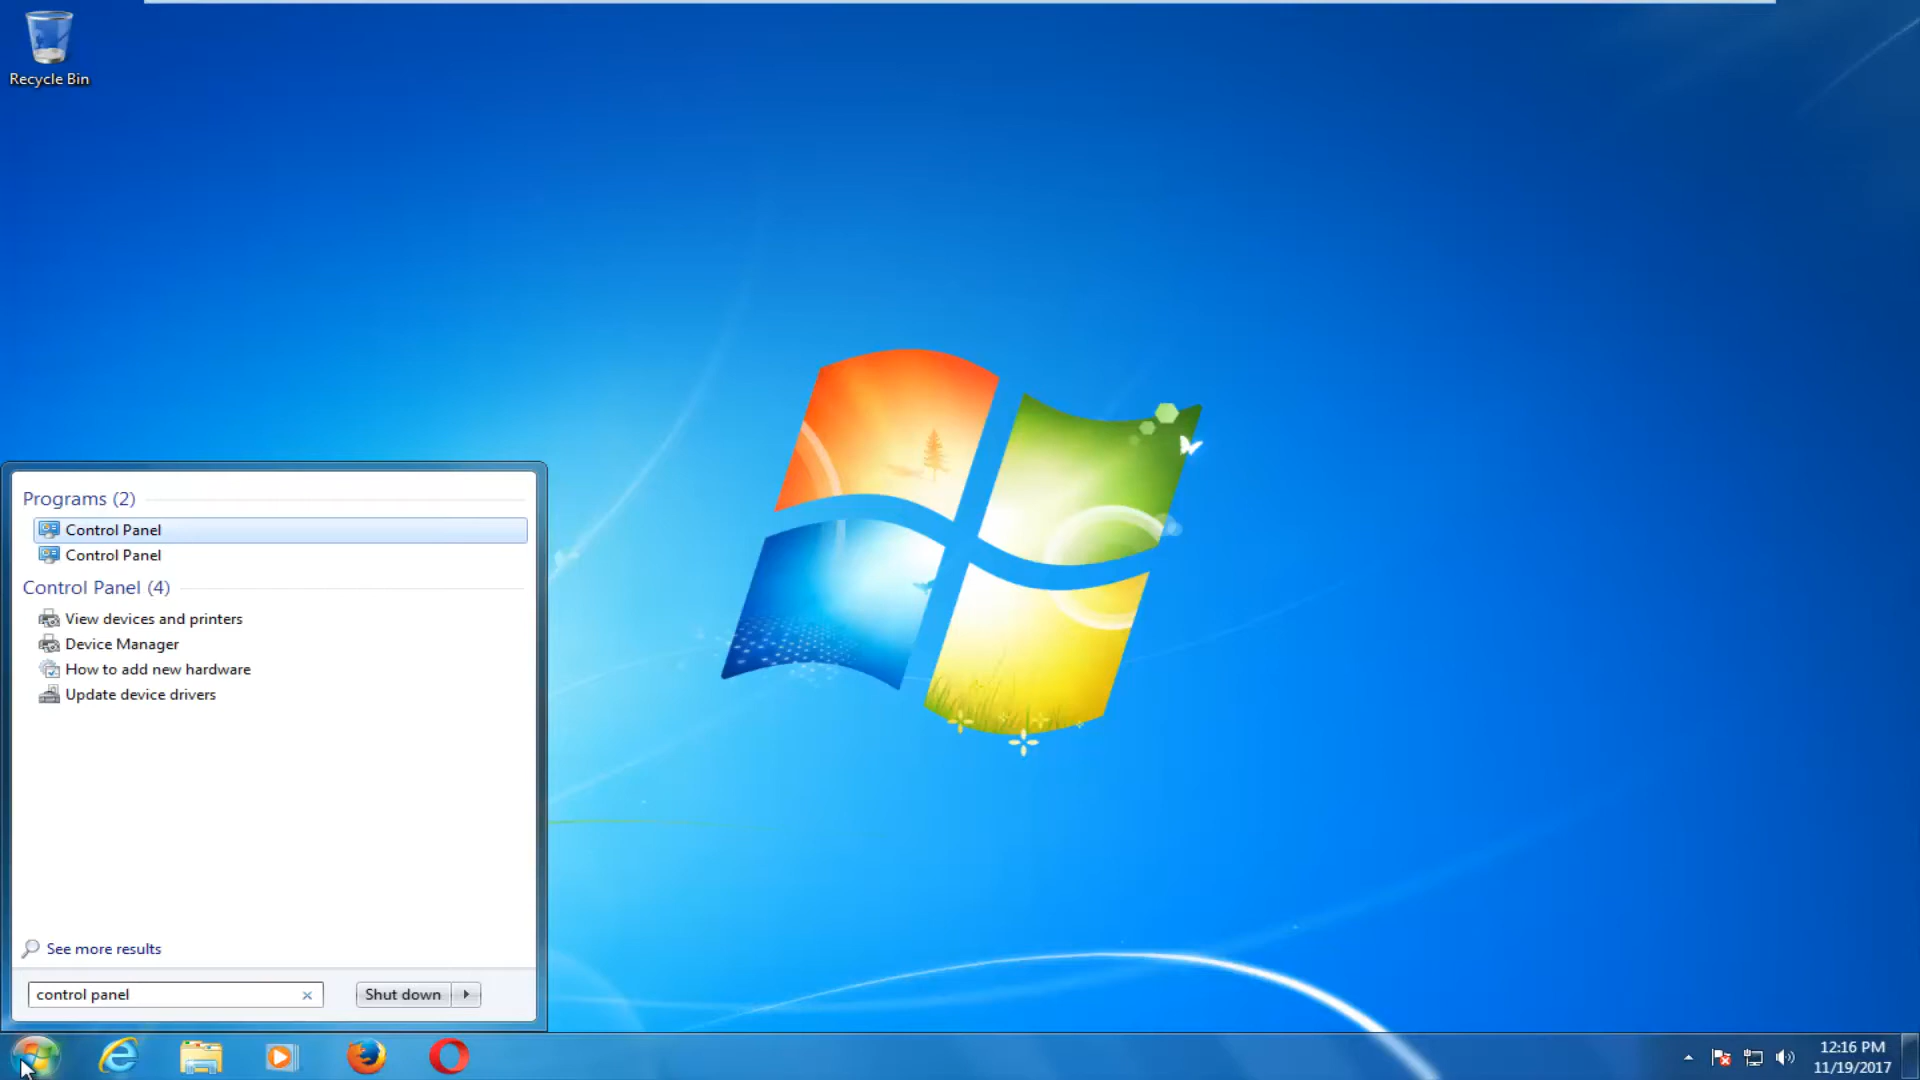 Recycle Bin
Programs (2)
Control Panel
Control Panel
Control Panel (4)
View devices and printers
Device Manager
How to add new hardware
Update device drivers
See more results
control panel
Shut down
12:16 PM
11/19/2017